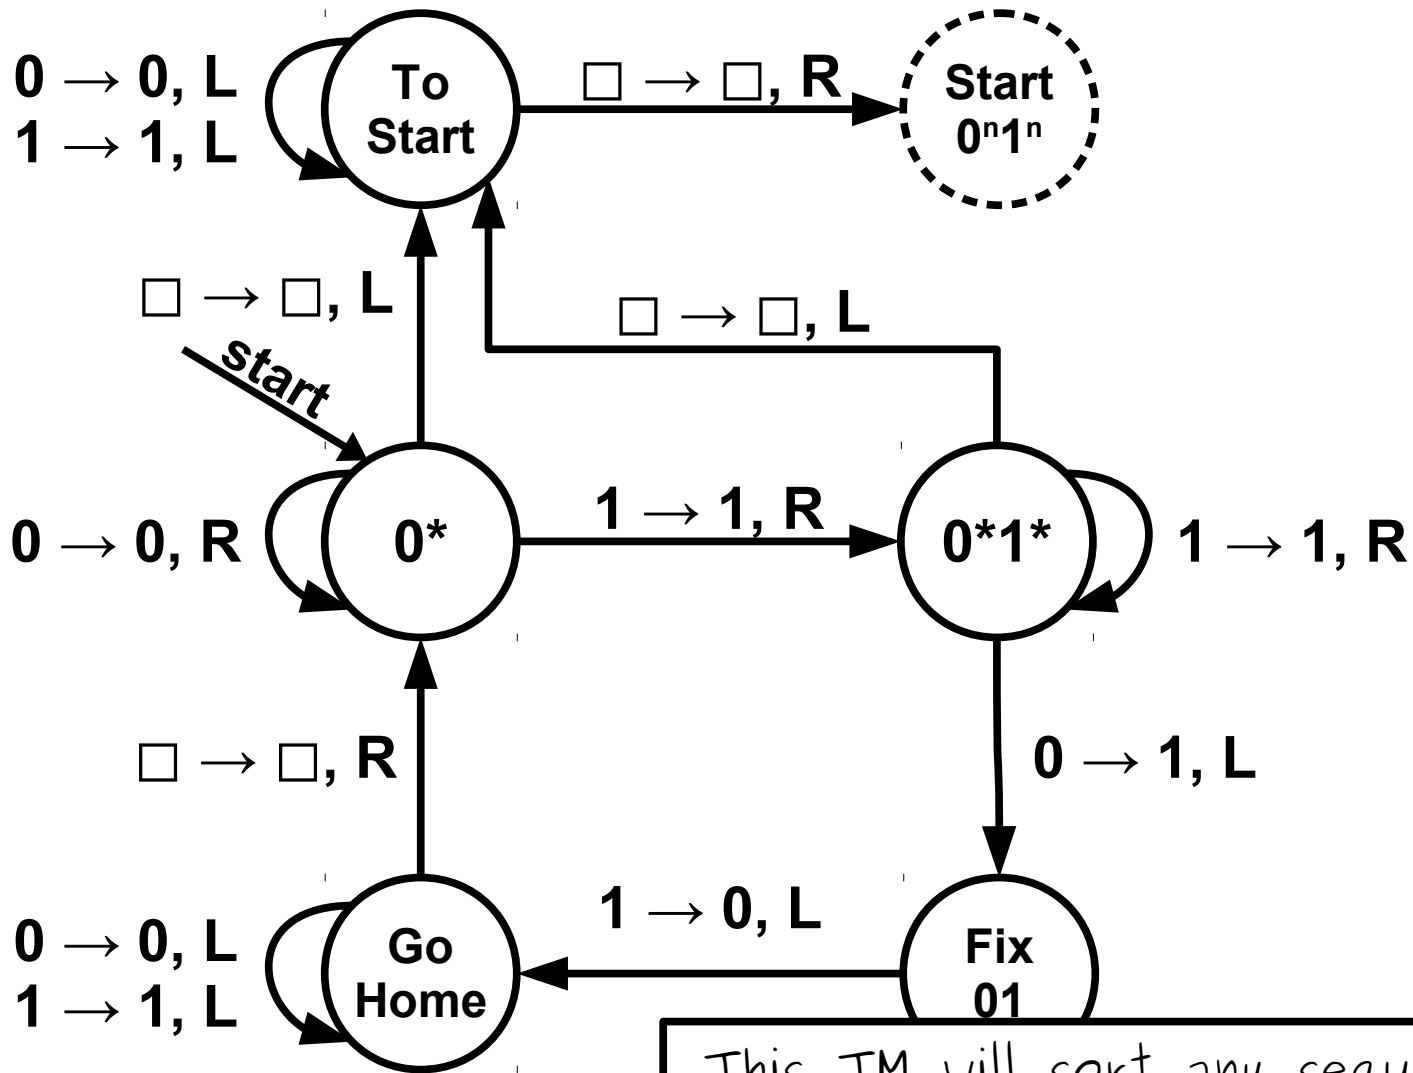 0 → 0, L
1 → 1, L
To
Start
□ → □, R
Start
0ⁿ1ⁿ
□ → □, L
□ → □, L
start
0 → 0, R
0*
1 → 1, R
0*1*
1 → 1, R
□ → □, R
0 → 1, L
0 → 0, L
1 → 1, L
Go
Home
1 → 0, L
Fix
01
This TM will sort any